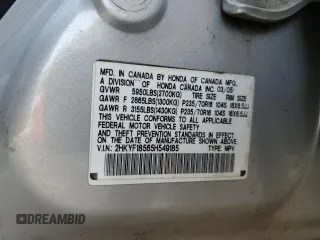 MFD. IN CANADA BY HONDA OF CANADA MFG.,
A DIVISION OF HONDA CANADA INC. 03/05
GVWR 5950LBS(2700KG) TIRE SIZE RIM SIZE
GAWR F 2865LBS(1300KG) P235/70R16 104S 16X6.5JJ
GAWR R 3155LBS(1430KG) P235/70R16 104S 16X6.5JJ
THIS VEHICLE CONFORMS TO ALL APPLICABLE
FEDERAL MOTOR VEHICLE SAFETY
AND THEFT PREVENTION STANDARDS IN EFFECT
ON THE DATE OF MANUFACTURE SHOWN ABOVE.
V.I.N.: 2HKYF18565H549185 TYPE: MPV
© BIDHISTORY